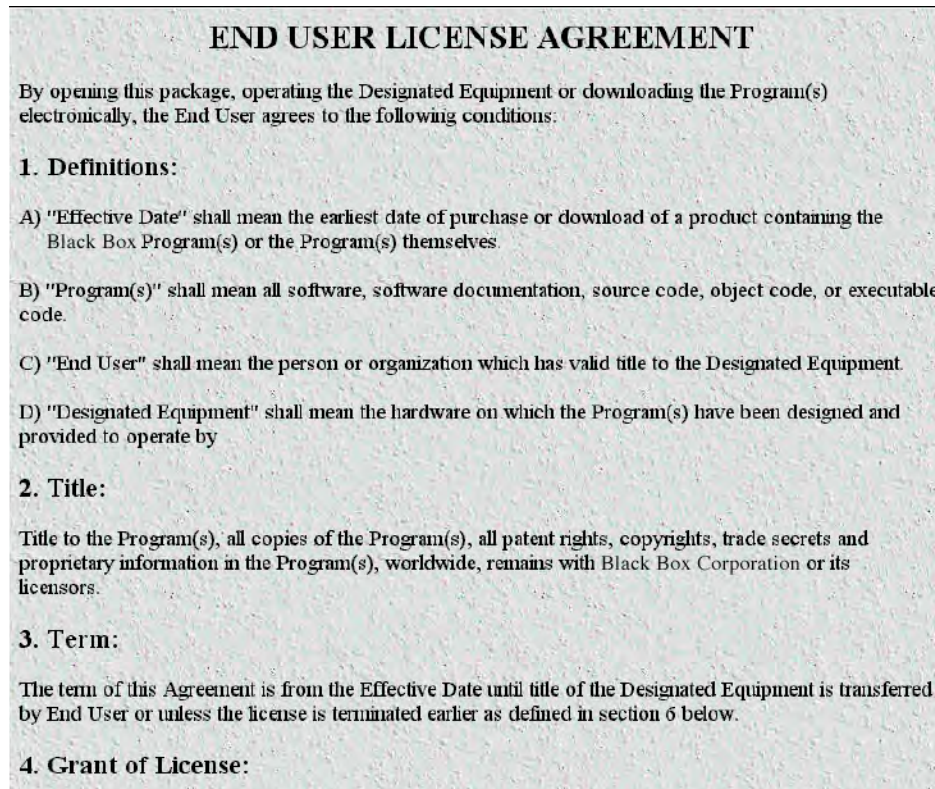 END USER LICENSE AGREEMENT
By opening this package, operating the Designated Equipment or downloading the Program(s)
electronically, the End User agrees to the following conditions:
1. Definitions:
A) "Effective Date" shall mean the earliest date of purchase or download of a product containing the
Black Box Program(s) or the Program(s) themselves.
B) "Program(s)" shall mean all software, software documentation, source code, object code, or executable
code.
C) "End User" shall mean the person or organization which has valid title to the Designated Equipment.
D) "Designated Equipment" shall mean the hardware on which the Program(s) have been designed and
provided to operate by
2. Title:
Title to the Program(s), all copies of the Program(s), all patent rights, copyrights, trade secrets and
proprietary information in the Program(s), worldwide, remains with Black Box Corporation or its
licensors.
3. Term:
The term of this Agreement is from the Effective Date until title of the Designated Equipment is transferred
by End User or unless the license is terminated earlier as defined in section 6 below.
4. Grant of License: